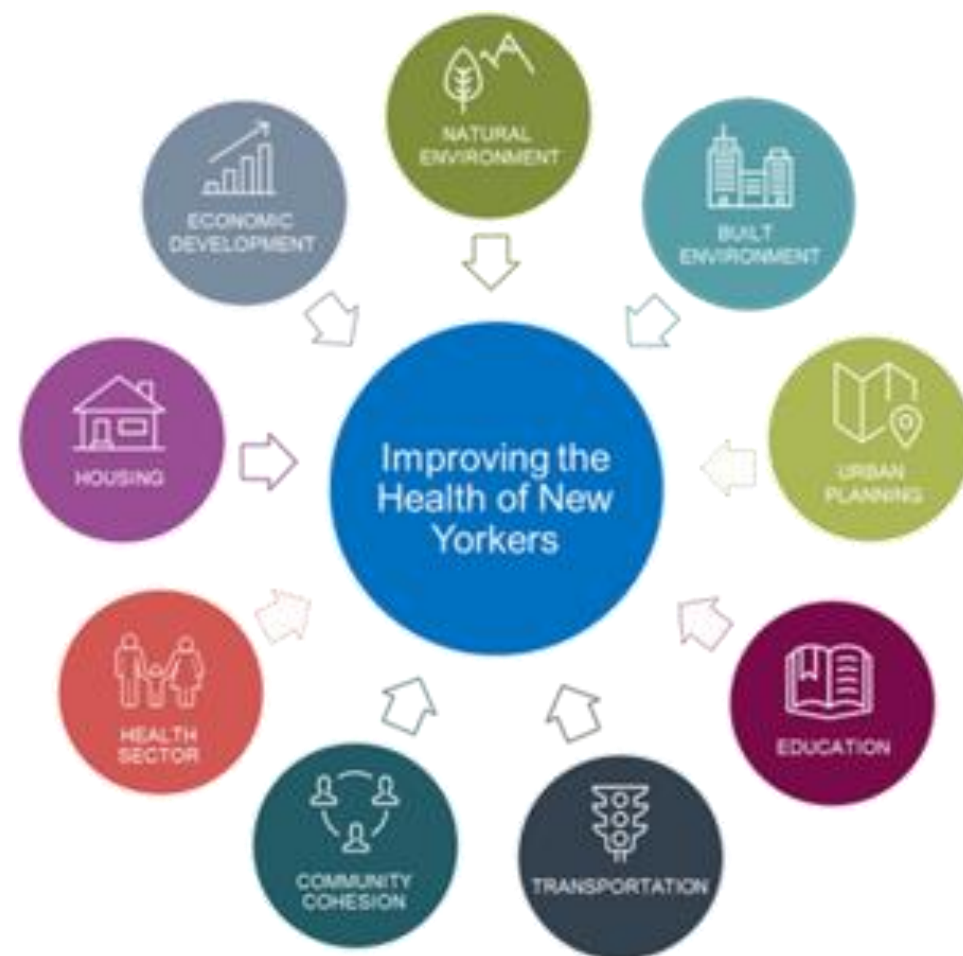 NATURAL
ENVIRONMENT
BUILT
ENVIRONMENT
URBAN
PLANNING
EDUCATION
TRANSPORTATION
COMMUNITY
COHESION
HEALTH
SECTOR
HOUSING
ECONOMIC
DEVELOPMENT
Improving the
Health of New
Yorkers